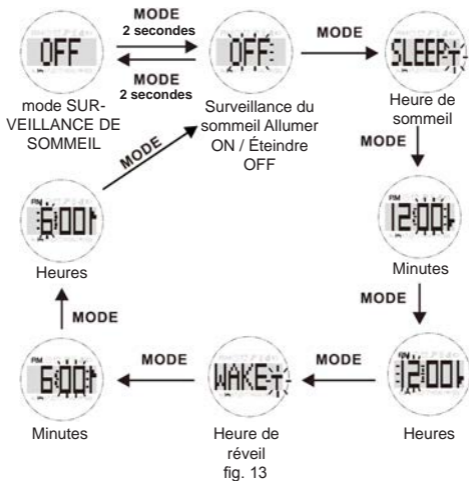 MODE
2 secondes
MODE
2 secondes
OFF
OFF
MODE
SLEEP
mode SUR-
VEILLANCE DE
SOMMEIL
Surveillance du
sommeil Allumer
ON / Éteindre
OFF
Heure de
sommeil
MODE
MODE
PM
6:00
Heures
12:00
Minutes
MODE
MODE
PM
6:00
Minutes
MODE
WAKE
Heure de
réveil
MODE
12:00
Heures
fig. 13